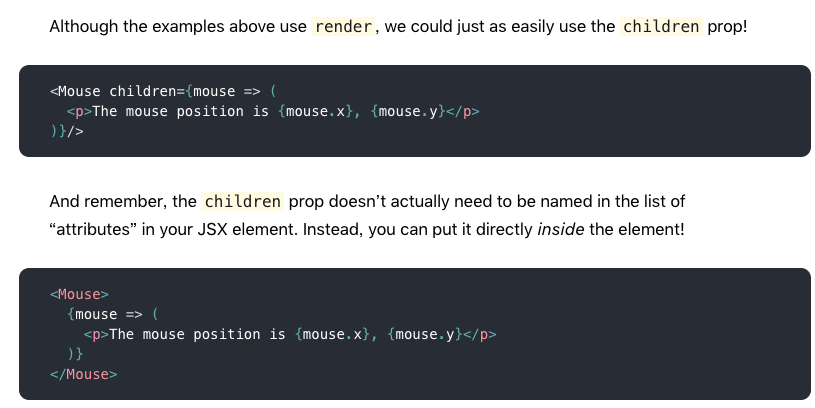 Although the examples above use render, we could just as easily use the children prop!
<Mouse children={mouse => (
  <p>The mouse position is {mouse.x}, {mouse.y}</p>
)}/>
And remember, the children prop doesn’t actually need to be named in the list of
“attributes” in your JSX element. Instead, you can put it directly inside the element!
<Mouse>
  {mouse => (
    <p>The mouse position is {mouse.x}, {mouse.y}</p>
  )}
</Mouse>